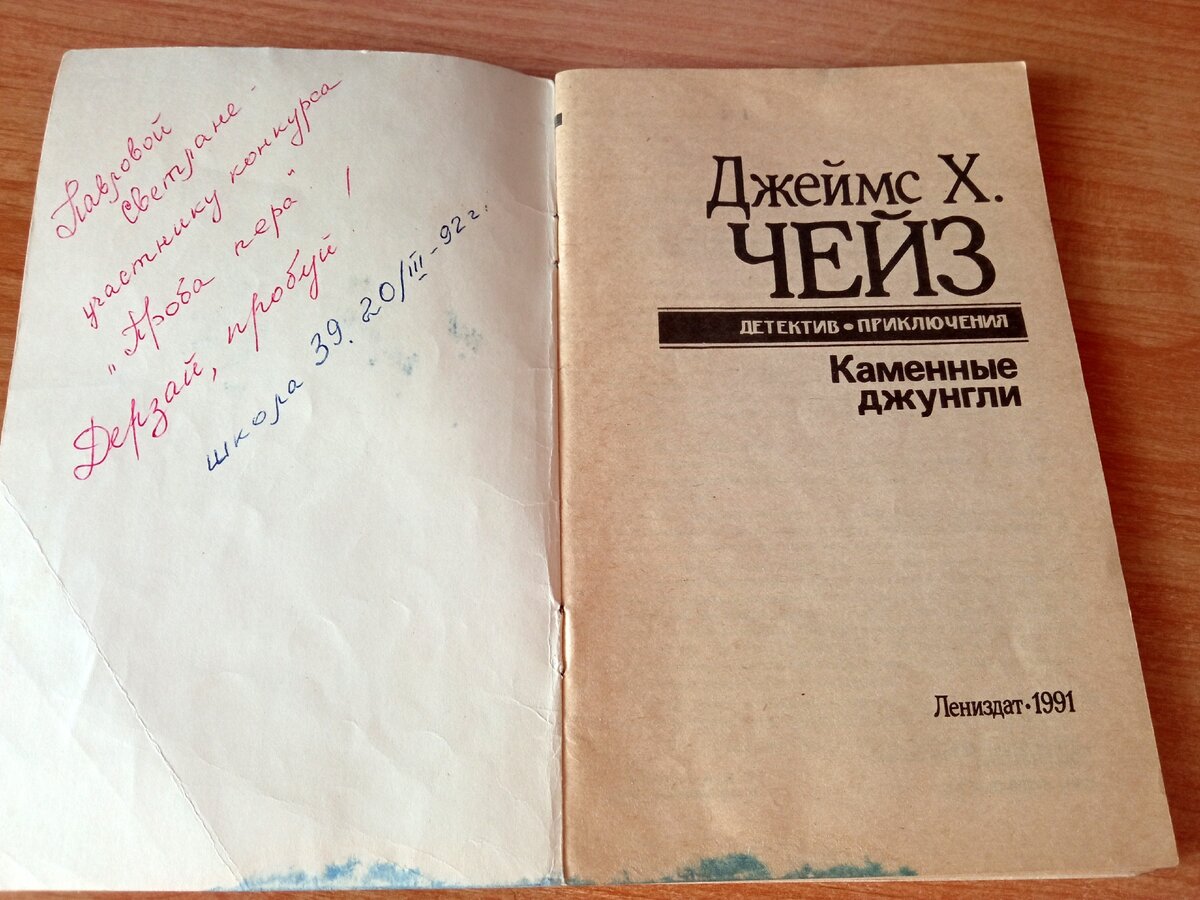 Лавровой
Светлане -
участнику конкурса
"Проба пера"
Дерзай, пробуй!
школа 39. 20/III-92 г.
Джеймс Х.
ЧЕЙЗ
ДЕТЕКТИВ•ПРИКЛЮЧЕНИЯ
Каменные
джунгли
Лениздат•1991